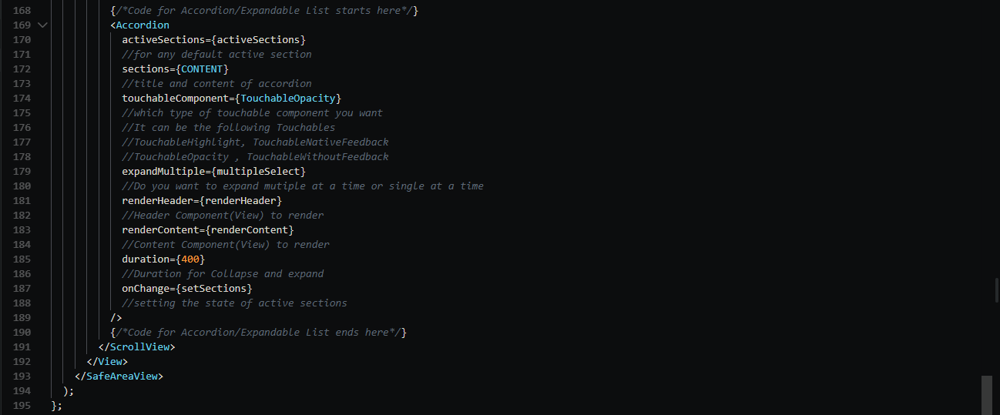 168 {/*Code for Accordion/Expandable List starts here*/}
169 <Accordion
170 activeSections={activeSections}
171 //for any default active section
172 sections={CONTENT}
173 //title and content of accordion
174 touchableComponent={TouchableOpacity}
175 //which type of touchable component you want
176 //It can be the following Touchables
177 //TouchableHighlight, TouchableNativeFeedback
178 //TouchableOpacity , TouchableWithoutFeedback
179 expandMultiple={multipleSelect}
180 //Do you want to expand mutiple at a time or single at a time
181 renderHeader={renderHeader}
182 //Header Component(View) to render
183 renderContent={renderContent}
184 //Content Component(View) to render
185 duration={400}
186 //Duration for Collapse and expand
187 onChange={setSections}
188 //setting the state of active sections
189 />
190 {/*Code for Accordion/Expandable List ends here*/}
191 </ScrollView>
192 </View>
193 </SafeAreaView>
194 );
195 };